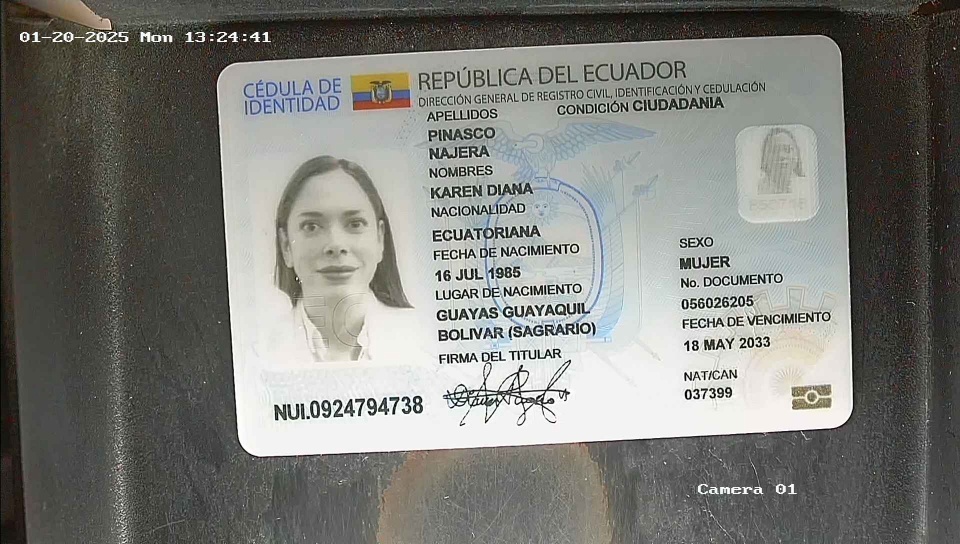 01-20-2025 Mon 13:24:41
CÉDULA DE
IDENTIDAD
REPÚBLICA DEL ECUADOR
DIRECCIÓN GENERAL DE REGISTRO CIVIL, IDENTIFICACIÓN Y CEDULACIÓN
APELLIDOS
CONDICIÓN CIUDADANIA
PINASCO
NAJERA
NOMBRES
KAREN DIANA
NACIONALIDAD
ECUATORIANA
FECHA DE NACIMIENTO
16 JUL 1985
LUGAR DE NACIMIENTO
GUAYAS GUAYAQUIL
BOLIVAR (SAGRARIO)
FIRMA DEL TITULAR
SEXO
MUJER
No. DOCUMENTO
056026205
FECHA DE VENCIMIENTO
18 MAY 2033
NAT/CAN
037399
NUI.0924794738
Camera 01